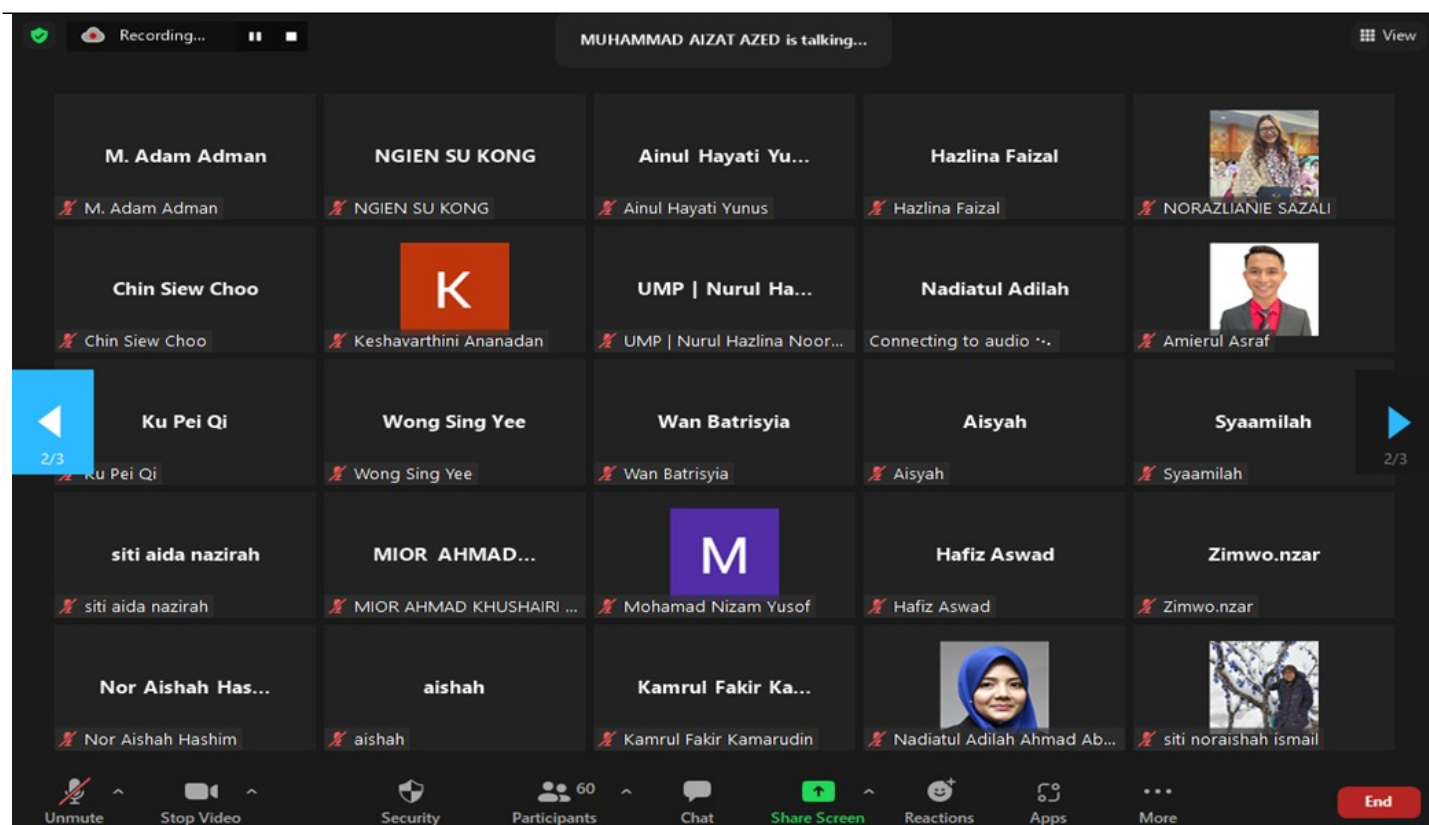 Recording...
MUHAMMAD AIZAT AZED is talking...
View
M. Adam Adman
M. Adam Adman
NGIEN SU KONG
NGIEN SU KONG
Ainul Hayati Yu...
Ainul Hayati Yunus
Hazlina Faizal
Hazlina Faizal
NORAZLIANIE SAZALI
Chin Siew Choo
Chin Siew Choo
K
Keshavarthini Ananadan
UMP | Nurul Ha...
UMP | Nurul Hazlina Noor...
Nadiatul Adilah
Connecting to audio
Amierul Asraf
2/3
Ku Pei Qi
Ku Pei Qi
Wong Sing Yee
Wong Sing Yee
Wan Batrisyia
Wan Batrisyia
Aisyah
Aisyah
Syaamilah
Syaamilah
2/3
siti aida nazirah
siti aida nazirah
MIOR AHMAD...
MIOR AHMAD KHUSHAIRI ...
M
Mohamad Nizam Yusof
Hafiz Aswad
Hafiz Aswad
Zimwo.nzar
Zimwo.nzar
Nor Aishah Has...
Nor Aishah Hashim
aishah
aishah
Kamrul Fakir Ka...
Kamrul Fakir Kamarudin
Nadiatul Adilah Ahmad Ab...
siti noraishah ismail
Unmute
Stop Video
Security
60
Participants
Chat
Share Screen
Reactions
Apps
More
End